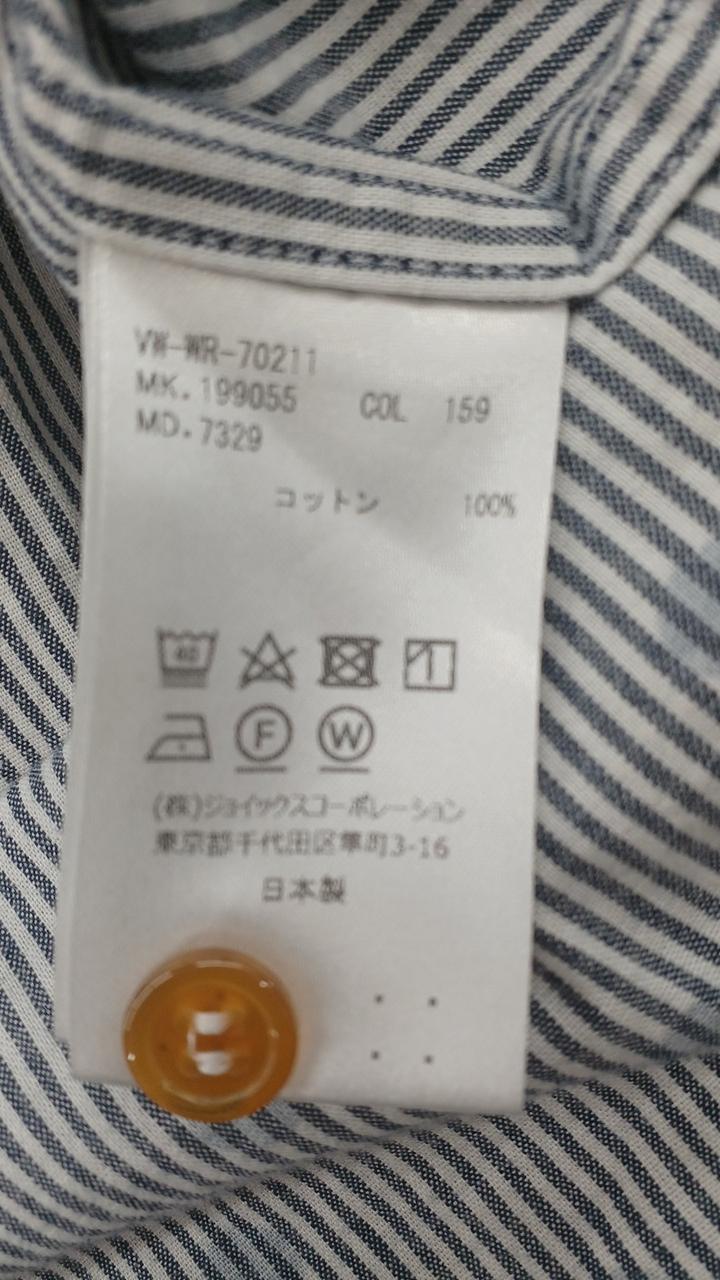 VW-WR-70211
MK. 199055 COL 159
MD. 7329
コットン 100%
40
F W
(株)ジョイックスコーポレーション
東京都千代田区隼町3-16
日本製